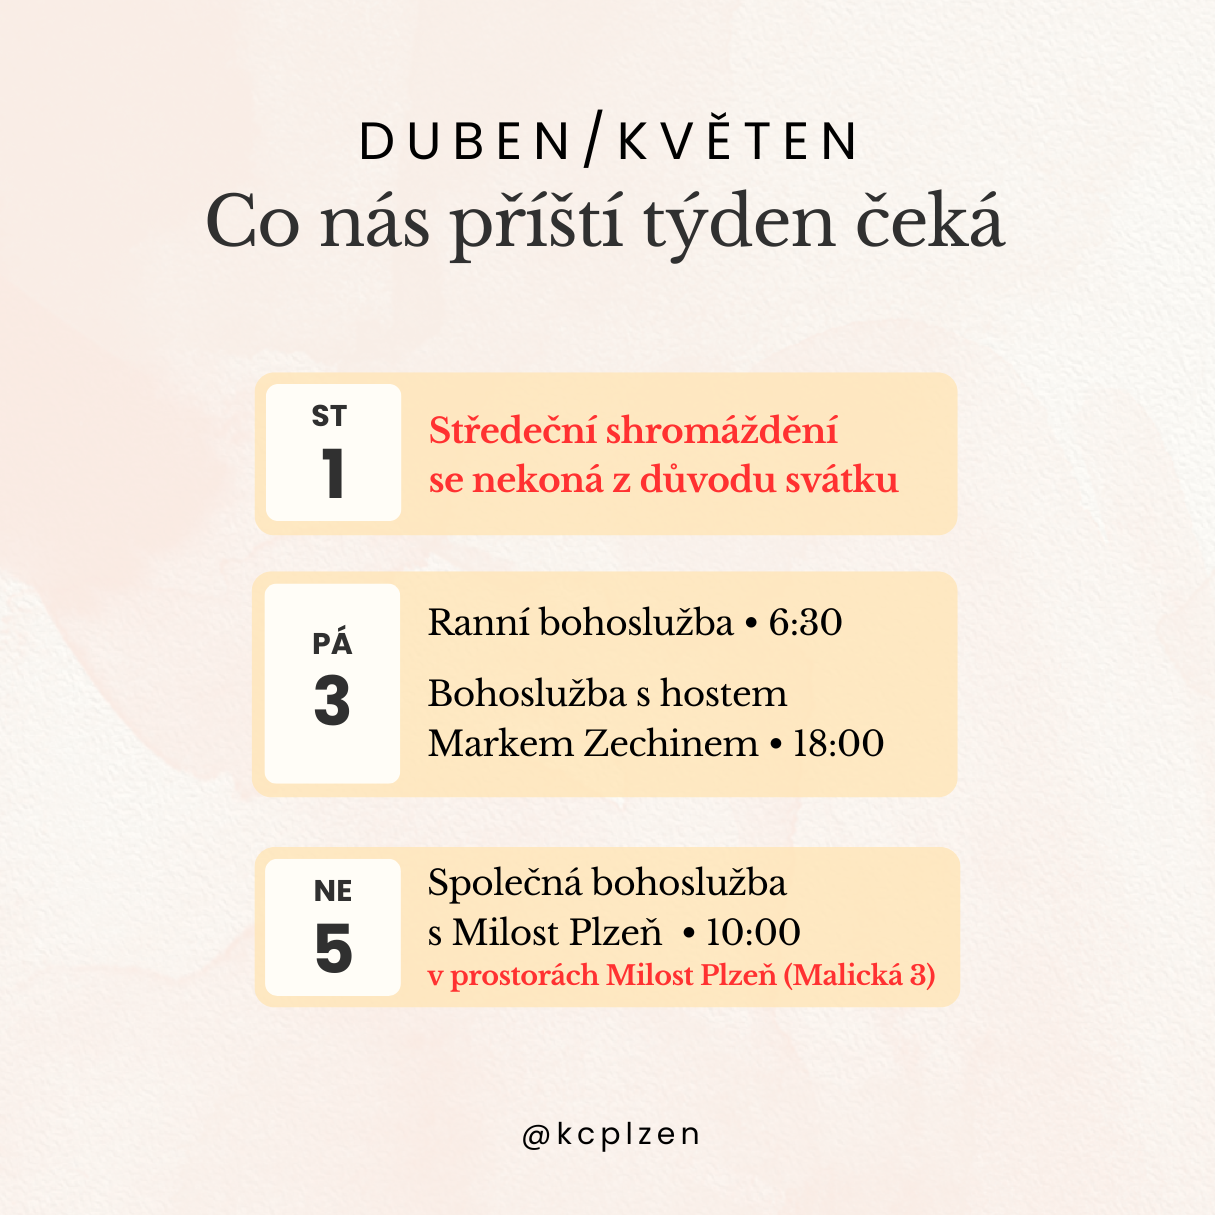 DUBEN/KVĚTEN
Co nás příští týden čeká
ST
1
Středeční shromáždění
se nekoná z důvodu svátku
PÁ
3
Ranní bohoslužba • 6:30
Bohoslužba s hostem
Markem Zechinem • 18:00
NE
5
Společná bohoslužba
s Milost Plzeň • 10:00
v prostorách Milost Plzeň (Malická 3)
@kcplzen